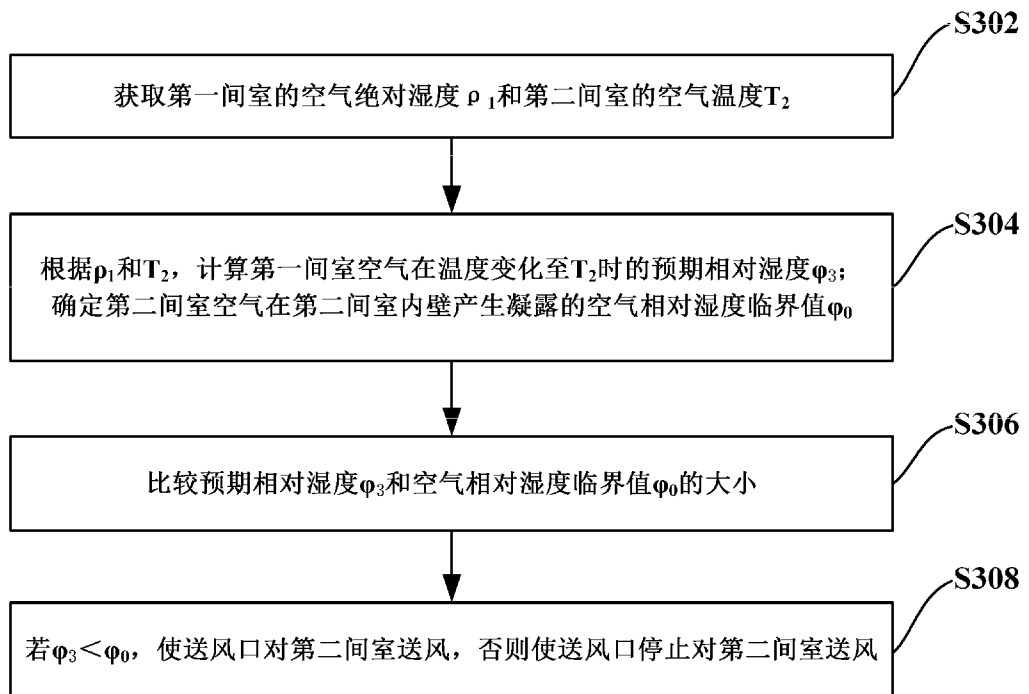 S302
获取第一间室的空气绝对湿度ρ₁和第二间室的空气温度T₂
S304
根据ρ₁和T₂，计算第一间室空气在温度变化至T₂时的预期相对湿度φ₃；
确定第二间室空气在第二间室内壁产生凝露的空气相对湿度临界值φ₀
S306
比较预期相对湿度φ₃和空气相对湿度临界值φ₀的大小
S308
若φ₃＜φ₀，使送风口对第二间室送风，否则使送风口停止对第二间室送风